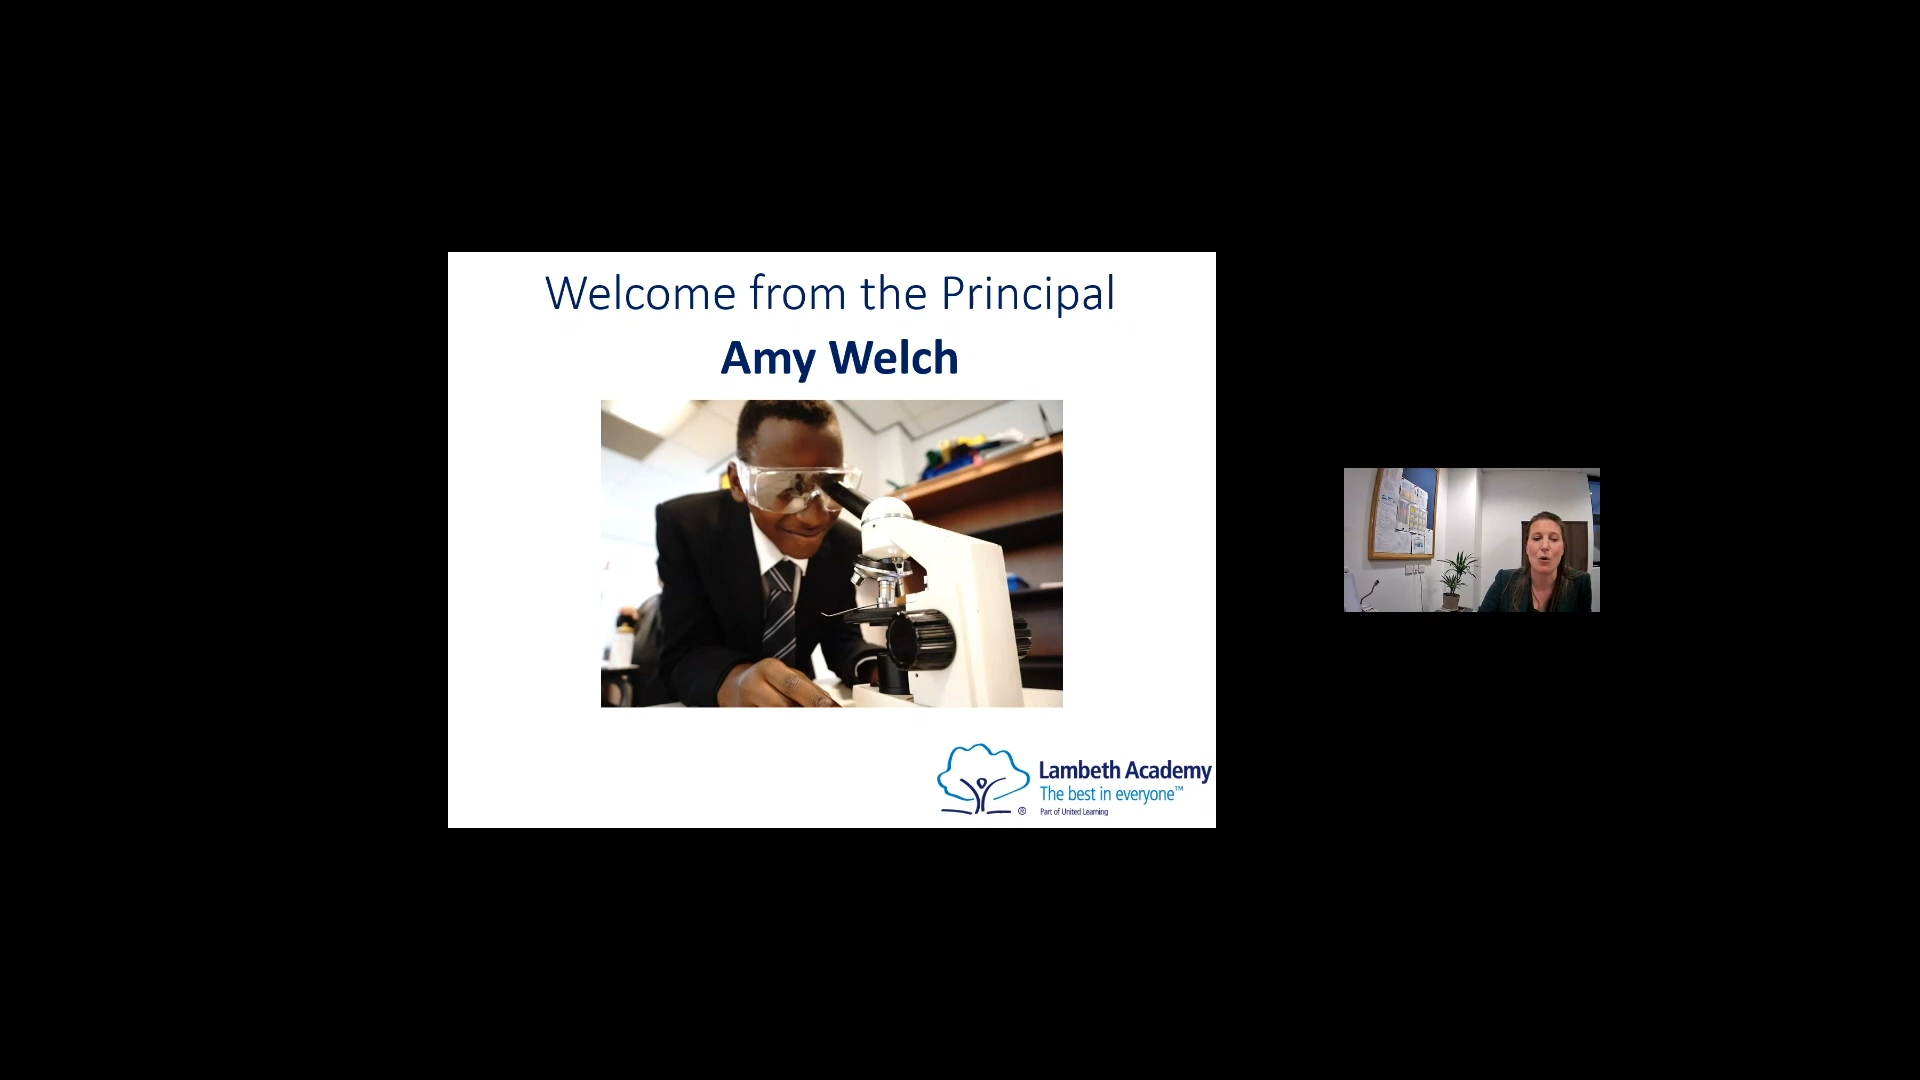 Welcome from the Principal
Amy Welch
Lambeth Academy
The best in everyone™
® Part of United Learning